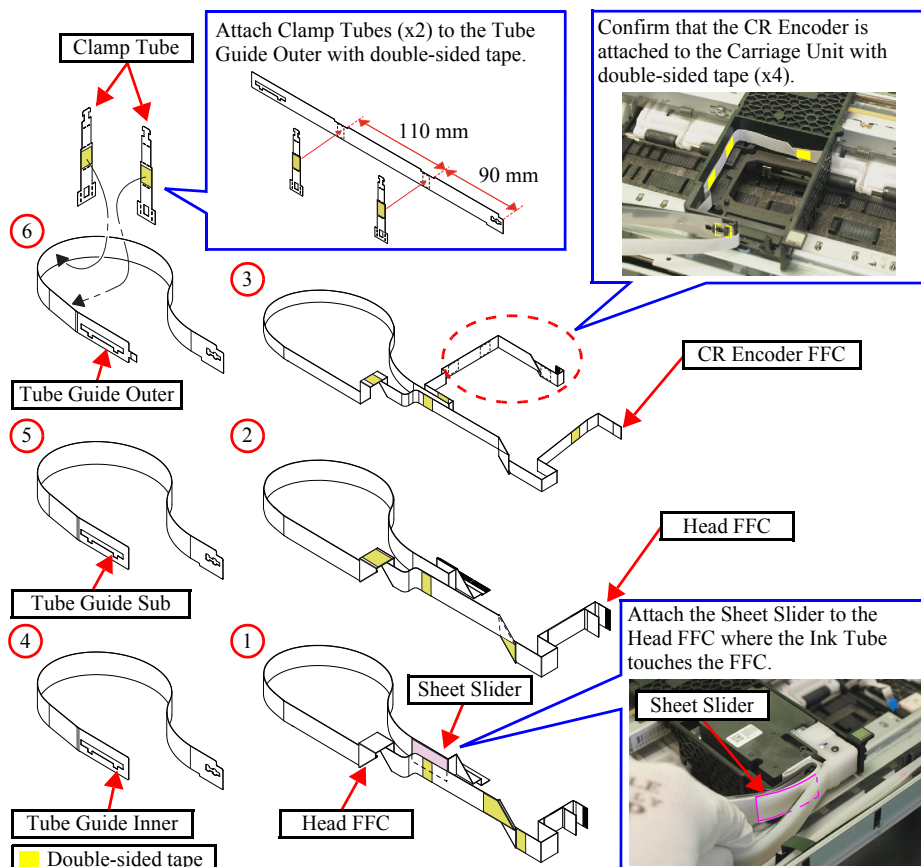 Clamp Tube
Attach Clamp Tubes (x2) to the Tube
Guide Outer with double-sided tape.
110 mm
90 mm
Confirm that the CR Encoder is
attached to the Carriage Unit with
double-sided tape (x4).
6
Tube Guide Outer
3
CR Encoder FFC
5
Tube Guide Sub
2
Head FFC
4
Tube Guide Inner
1
Sheet Slider
Head FFC
Attach the Sheet Slider to the
Head FFC where the Ink Tube
touches the FFC.
Sheet Slider
Double-sided tape